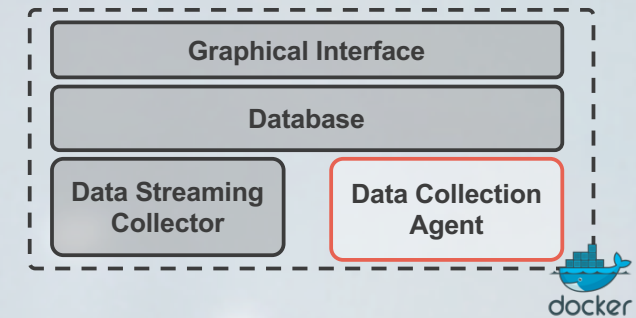 Graphical Interface
Database
Data Streaming
Collector
Data Collection
Agent
docker